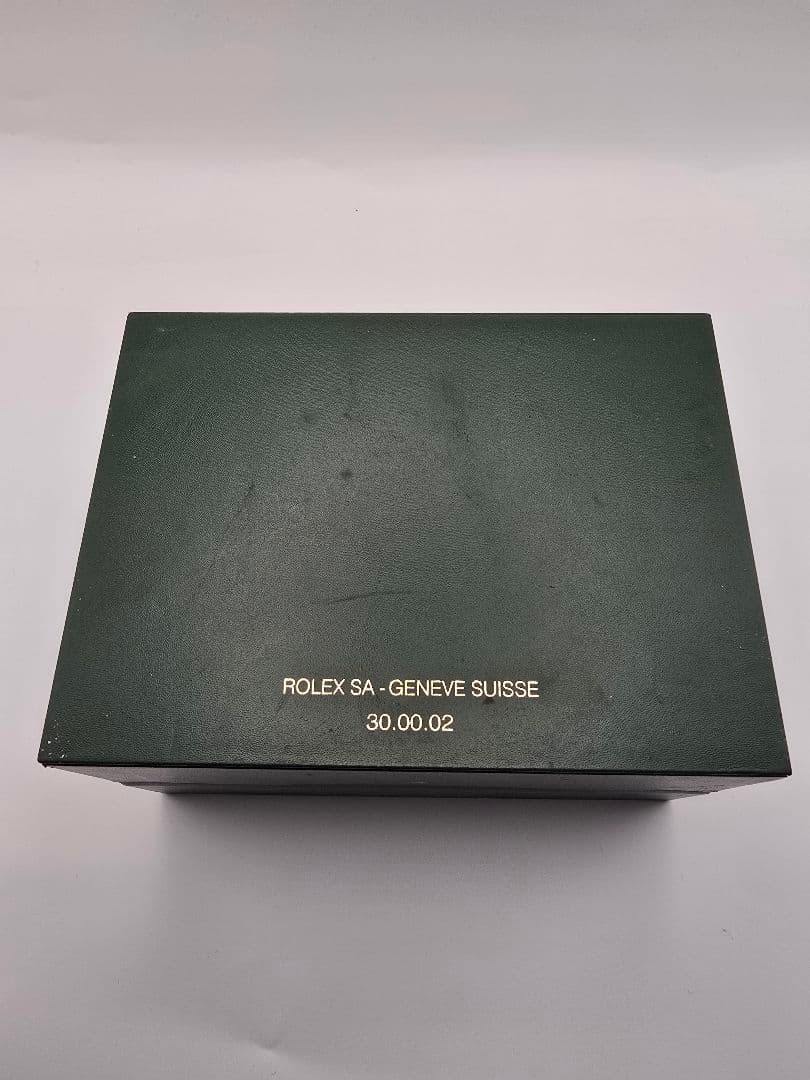 ROLEX SA - GENEVE SUISSE
30.00.02